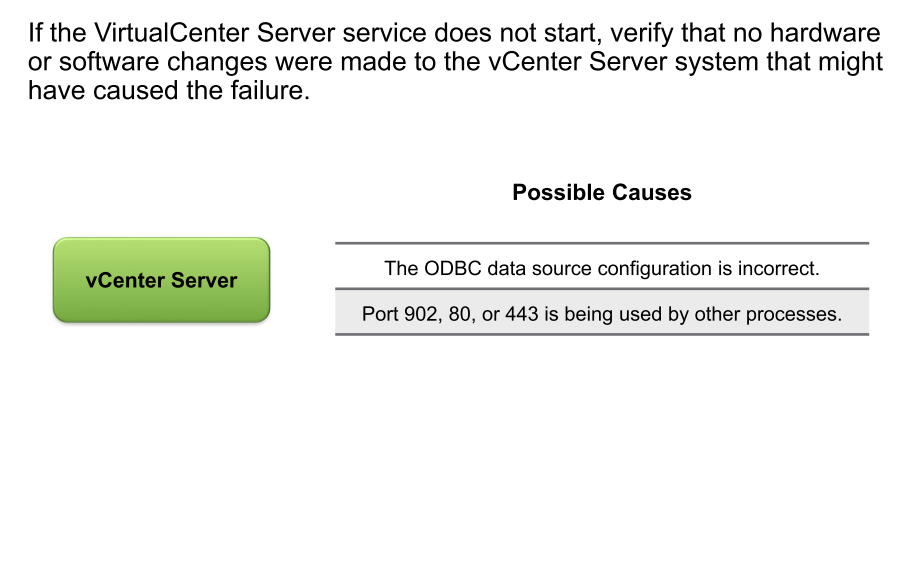 If the VirtualCenter Server service does not start, verify that no hardware
or software changes were made to the vCenter Server system that might
have caused the failure.
Possible Causes
vCenter Server
The ODBC data source configuration is incorrect.
Port 902, 80, or 443 is being used by other processes.